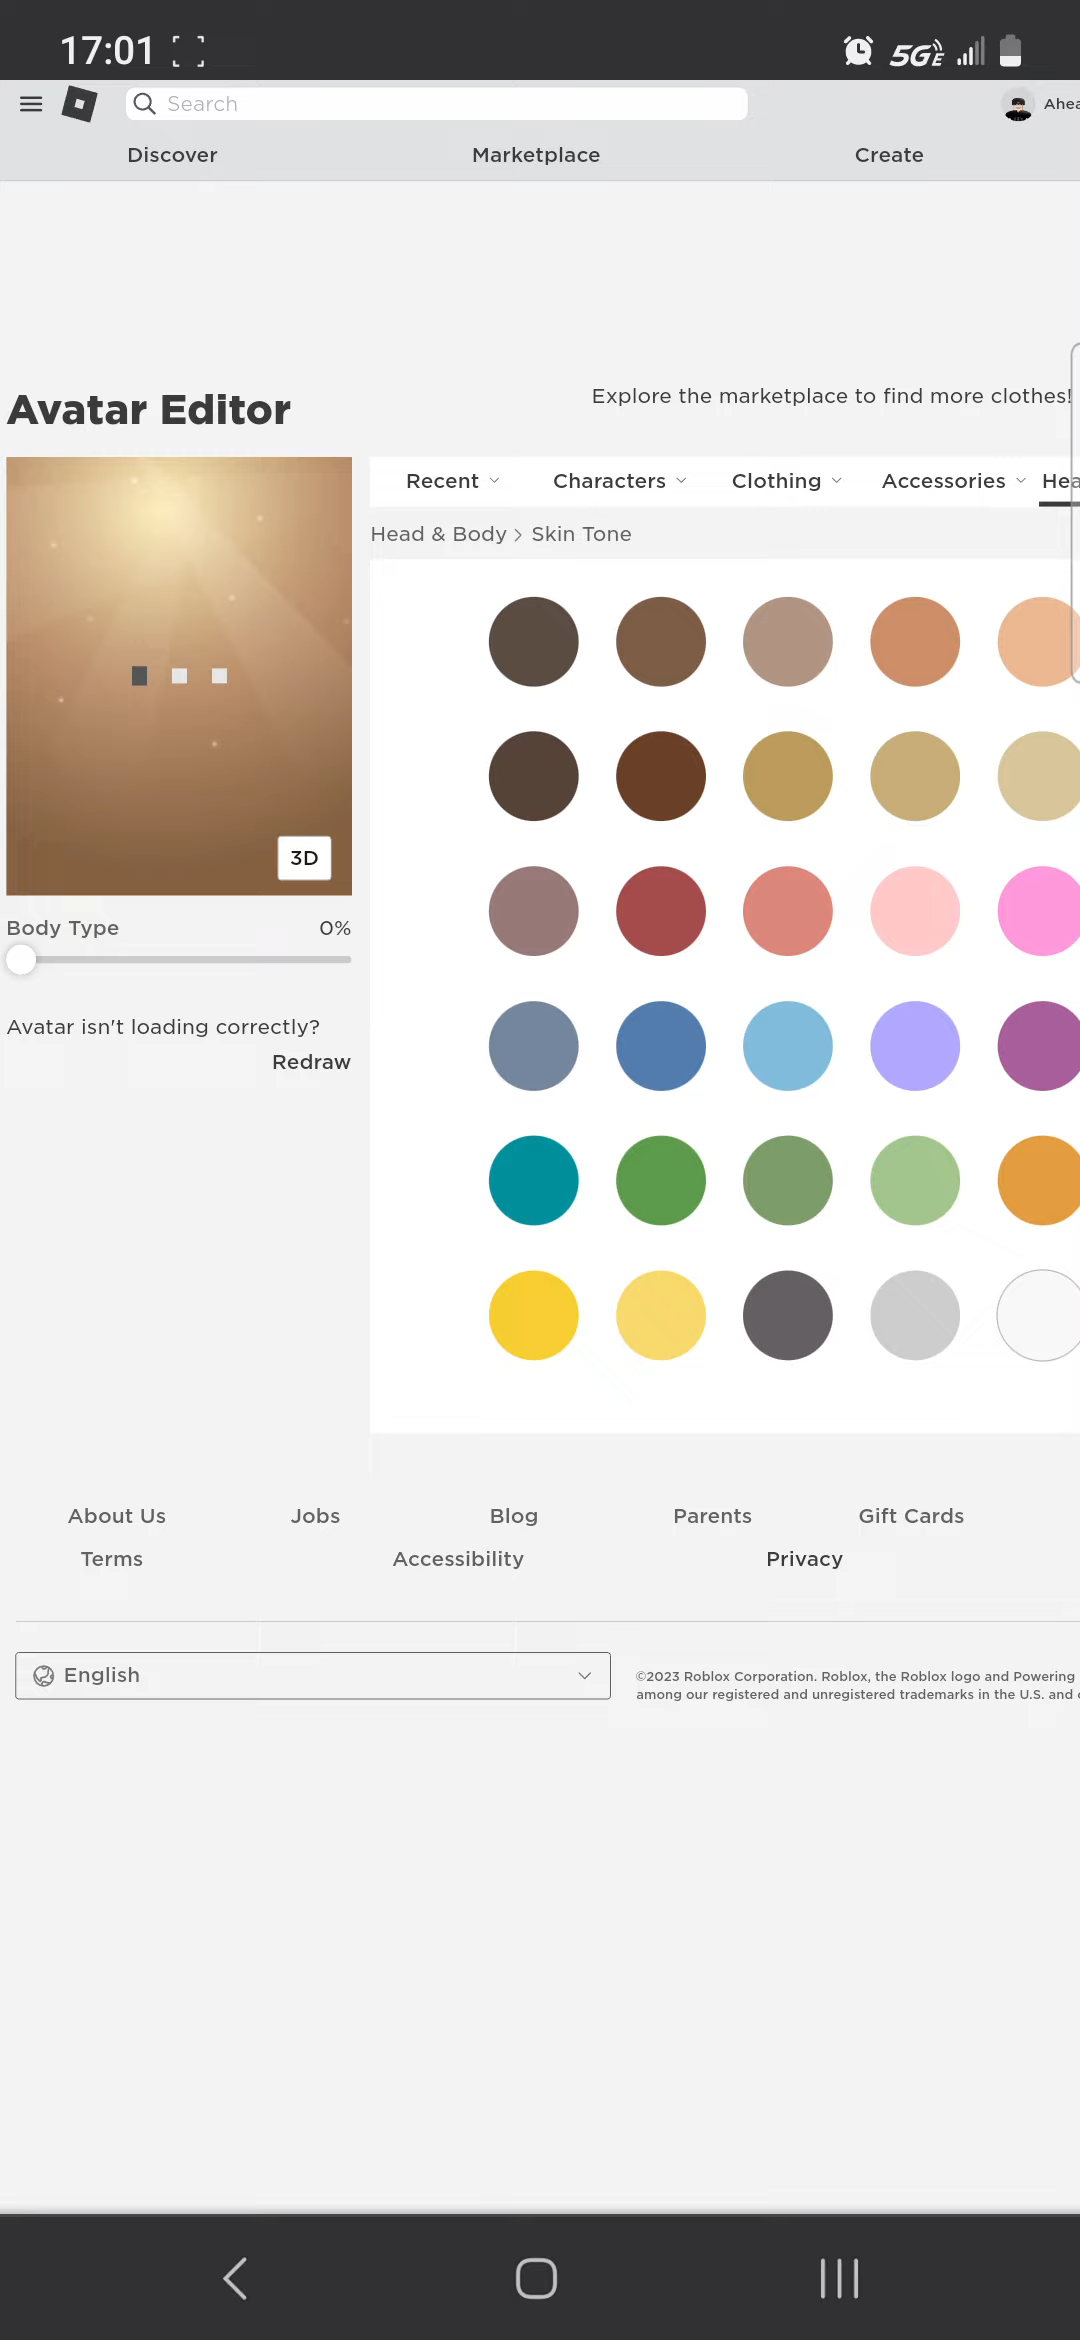 17:01
5GE
Search
Ahea
Discover Marketplace Create
Avatar Editor
Explore the marketplace to find more clothes!
Recent Characters Clothing Accessories Hea
Head & Body > Skin Tone
3D
Body Type 0%
Avatar isn't loading correctly?
Redraw
About Us Jobs Blog Parents Gift Cards
Terms Accessibility Privacy
English
©2023 Roblox Corporation. Roblox, the Roblox logo and Powering
among our registered and unregistered trademarks in the U.S. and